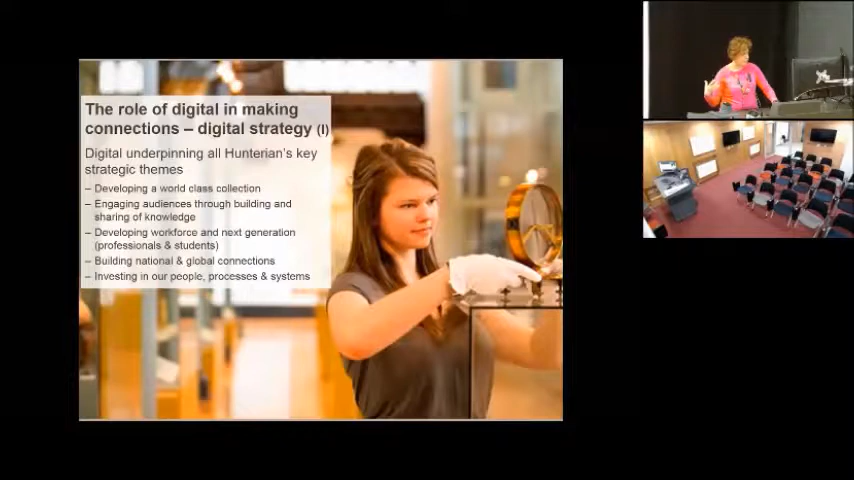 The role of digital in making
connections – digital strategy (I)
Digital underpinning all Hunterian's key
strategic themes
– Developing a world class collection
– Engaging audiences through building and
sharing of knowledge
– Developing workforce and next generation
(professionals & students)
– Building national & global connections
– Investing in our people, processes & systems